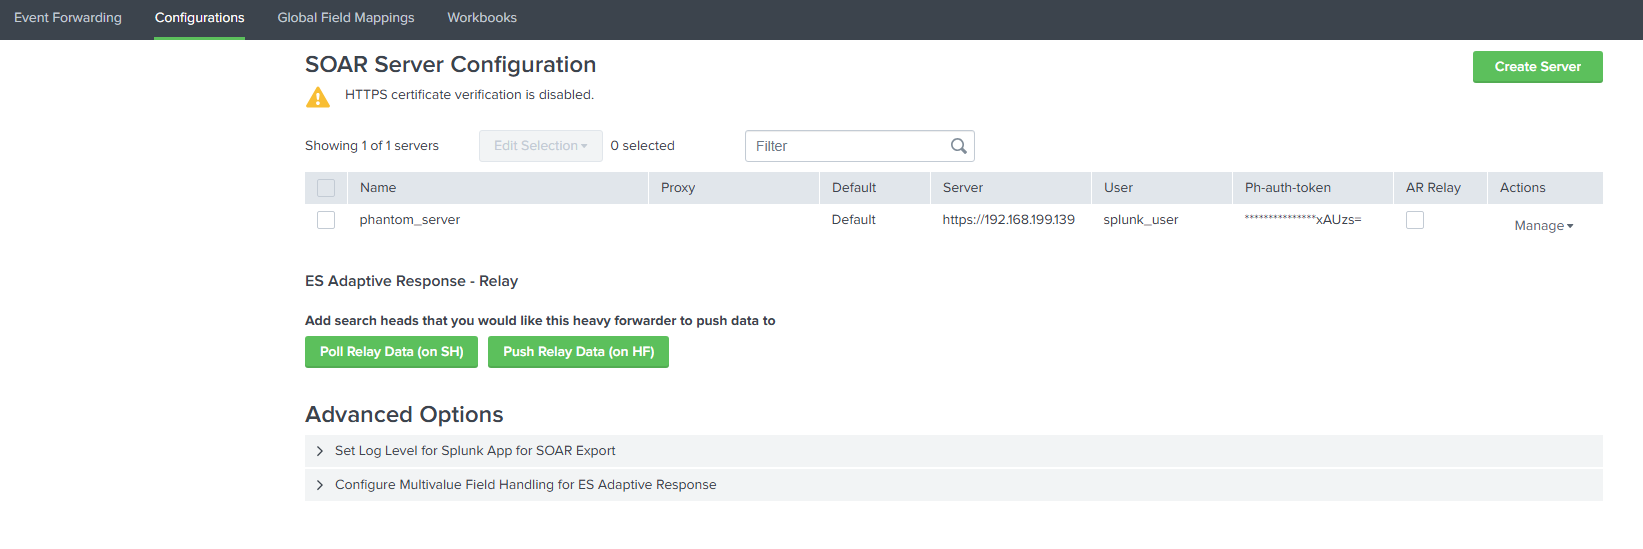 Event Forwarding Configurations Global Field Mappings Workbooks
SOAR Server Configuration
Create Server
HTTPS certificate verification is disabled.
Showing 1 of 1 servers Edit Selection 0 selected Filter
Name Proxy Default Server User Ph-auth-token AR Relay Actions
phantom_server Default https://192.168.199.139 splunk_user ***************xAUzs= Manage
ES Adaptive Response - Relay
Add search heads that you would like this heavy forwarder to push data to
Poll Relay Data (on SH) Push Relay Data (on HF)
Advanced Options
Set Log Level for Splunk App for SOAR Export
Configure Multivalue Field Handling for ES Adaptive Response